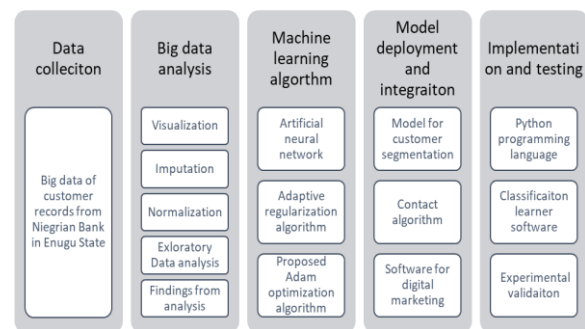 Data
colleciton
Big data of
customer
records from
Niegrian Bank
in Enugu State
Big data
analysis
Visualization
Imputation
Normalization
Exloratory
Data analysis
Findings from
analysis
Machine
learning
algorthm
Artificial
neural
network
Adaptive
regularization
algorithm
Proposed
Adam
optimization
algorithm
Model
deployment
and
integraiton
Model for
customer
segmentation
Contact
algorithm
Software for
digital
marketing
Implementati
on and testing
Python
programming
language
Classificaiton
learner
software
Experimental
validaiton